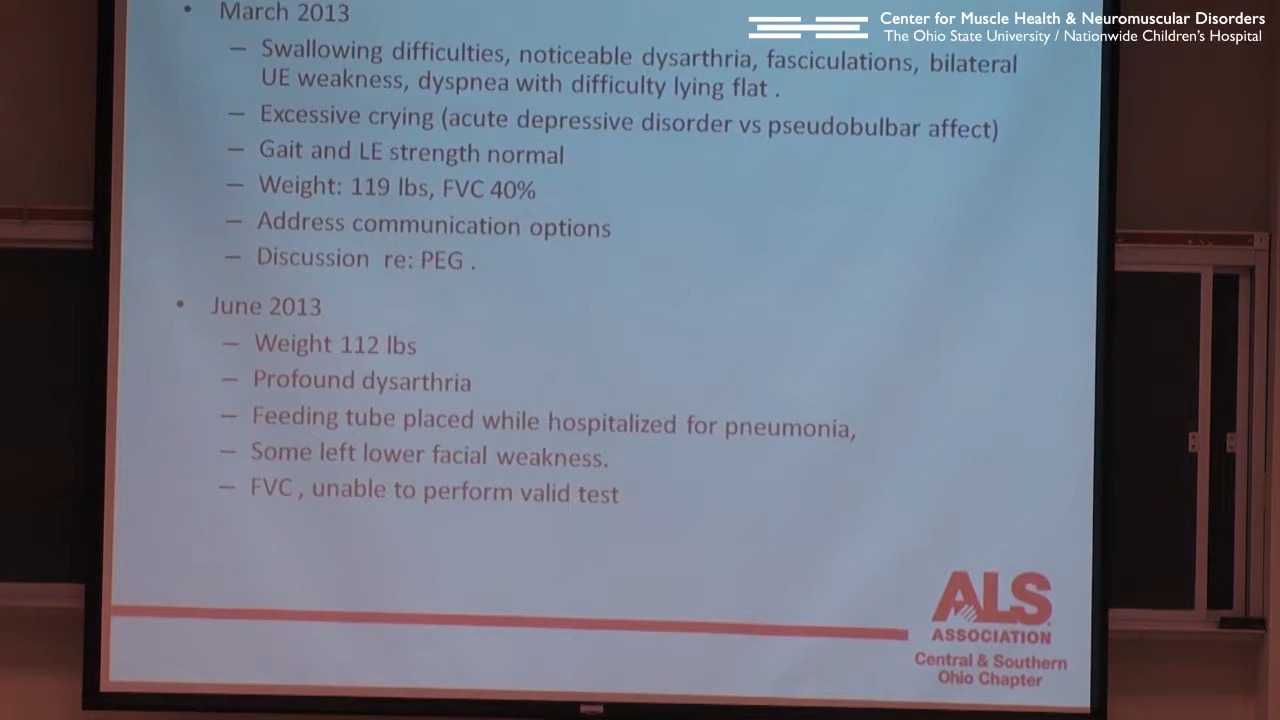 Center for Muscle Health & Neuromuscular Disorders
The Ohio State University / Nationwide Children's Hospital
• March 2013
– Swallowing difficulties, noticeable dysarthria, fasciculations, bilateral
UE weakness, dyspnea with difficulty lying flat .
– Excessive crying (acute depressive disorder vs pseudobulbar affect)
– Gait and LE strength normal
– Weight: 119 lbs, FVC 40%
– Address communication options
– Discussion re: PEG .
• June 2013
– Weight 112 lbs
– Profound dysarthria
– Feeding tube placed while hospitalized for pneumonia,
– Some left lower facial weakness.
– FVC , unable to perform valid test
ALS
ASSOCIATION
Central & Southern
Ohio Chapter